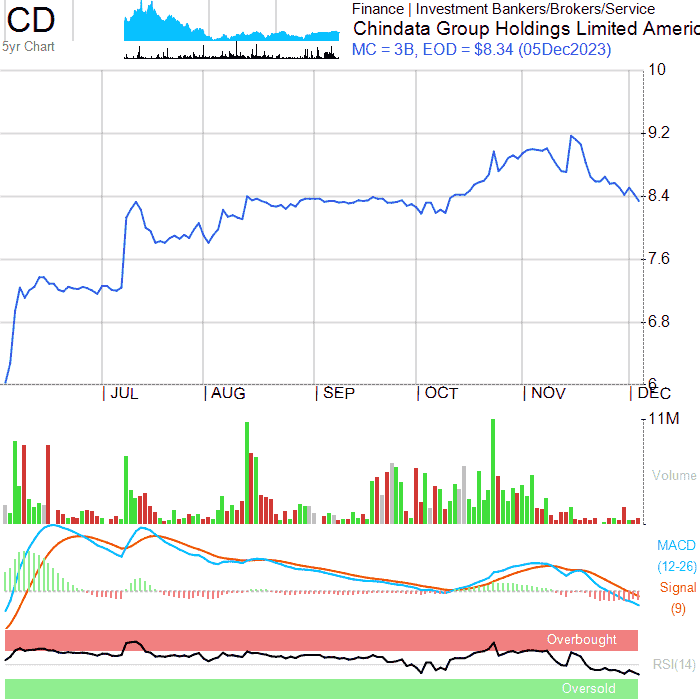 CD
5yr Chart
Finance | Investment Bankers/Brokers/Service
Chindata Group Holdings Limited Americ
MC = 3B, EOD = $8.34 (05Dec2023)
10
9.2
8.4
7.6
6.8
6
JUL AUG SEP OCT NOV DEC
11M
Volume
MACD
(12-26)
Signal
(9)
Overbought
RSI(14)
Oversold